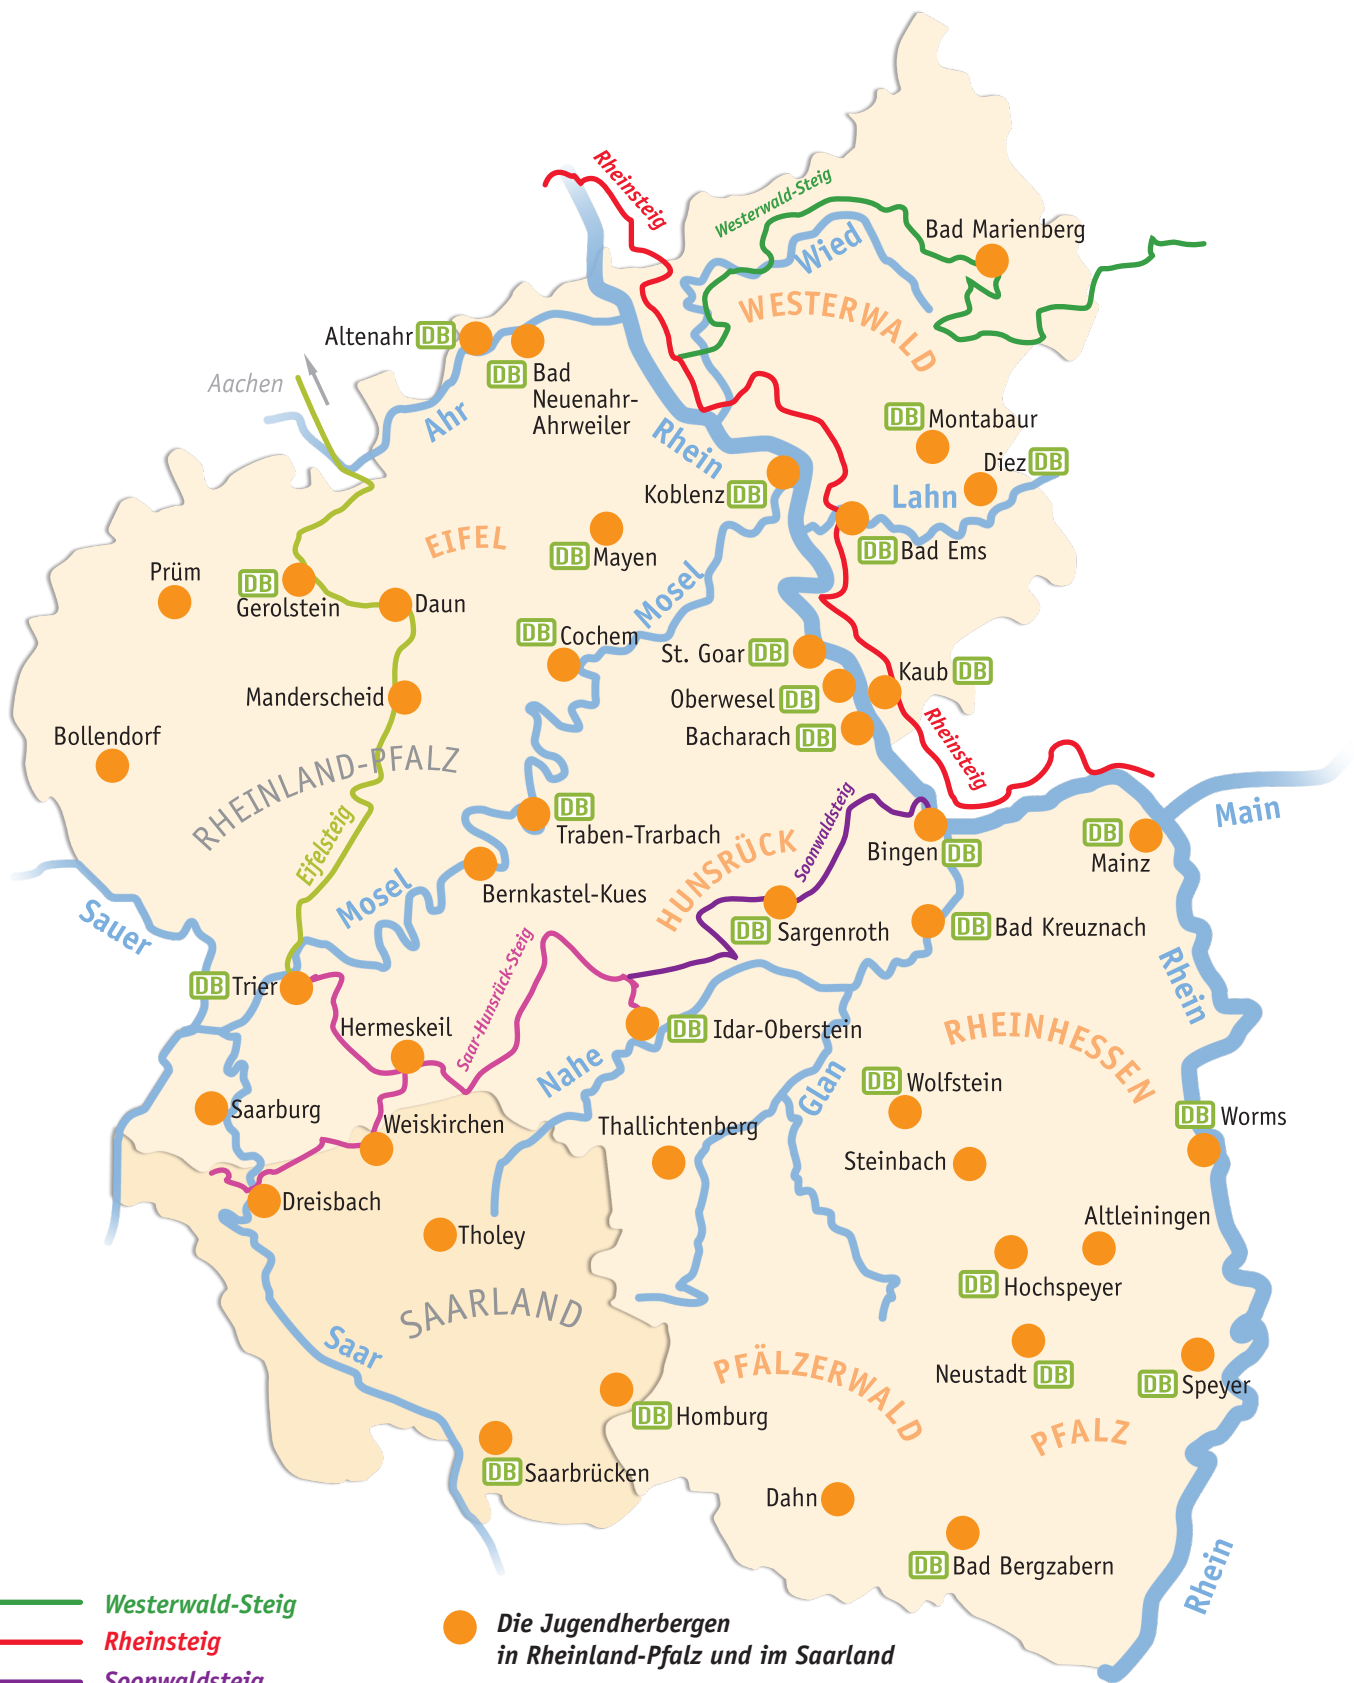 Rheinsteig
Westerwald-Steig
Wied
Bad Marienberg
WESTERWALD
Altenahr DB
DB Bad
Neuenahr-
Ahrweiler
Aachen
Ahr
Rhein
DB Montabaur
Diez DB
Lahn
Koblenz DB
EIFEL
DB Mayen
DB Bad Ems
Prüm
DB
Gerolstein
Daun
Mosel
DB Cochem
St. Goar DB
Kaub DB
Oberwesel DB
Manderscheid
Bacharach DB
Rheinsteig
Bollendorf
RHEINLAND-PFALZ
Main
DB
Traben-Trarbach
Soonwaldsteig
HUNSRÜCK
Bingen DB
DB
Mainz
Eifelsteig
Mosel
Bernkastel-Kues
Sauer
DB Sargenroth
DB Bad Kreuznach
Rhein
DB Trier
Saar-Hunsrück-Steig
Hermeskeil
DB Idar-Oberstein
RHEINHESSEN
Nahe
Glan
DB Wolfstein
Saarburg
Weiskirchen
Thallichtenberg
DB Worms
Steinbach
Dreisbach
Tholey
Altleiningen
DB Hochspeyer
SAARLAND
Saar
PFÄLZERWALD
Neustadt DB
DB Speyer
DB Homburg
PFALZ
DB Saarbrücken
Dahn
DB Bad Bergzabern
Rhein
Westerwald-Steig
Rheinsteig
Soonwaldsteig
Die Jugendherbergen
in Rheinland-Pfalz und im Saarland